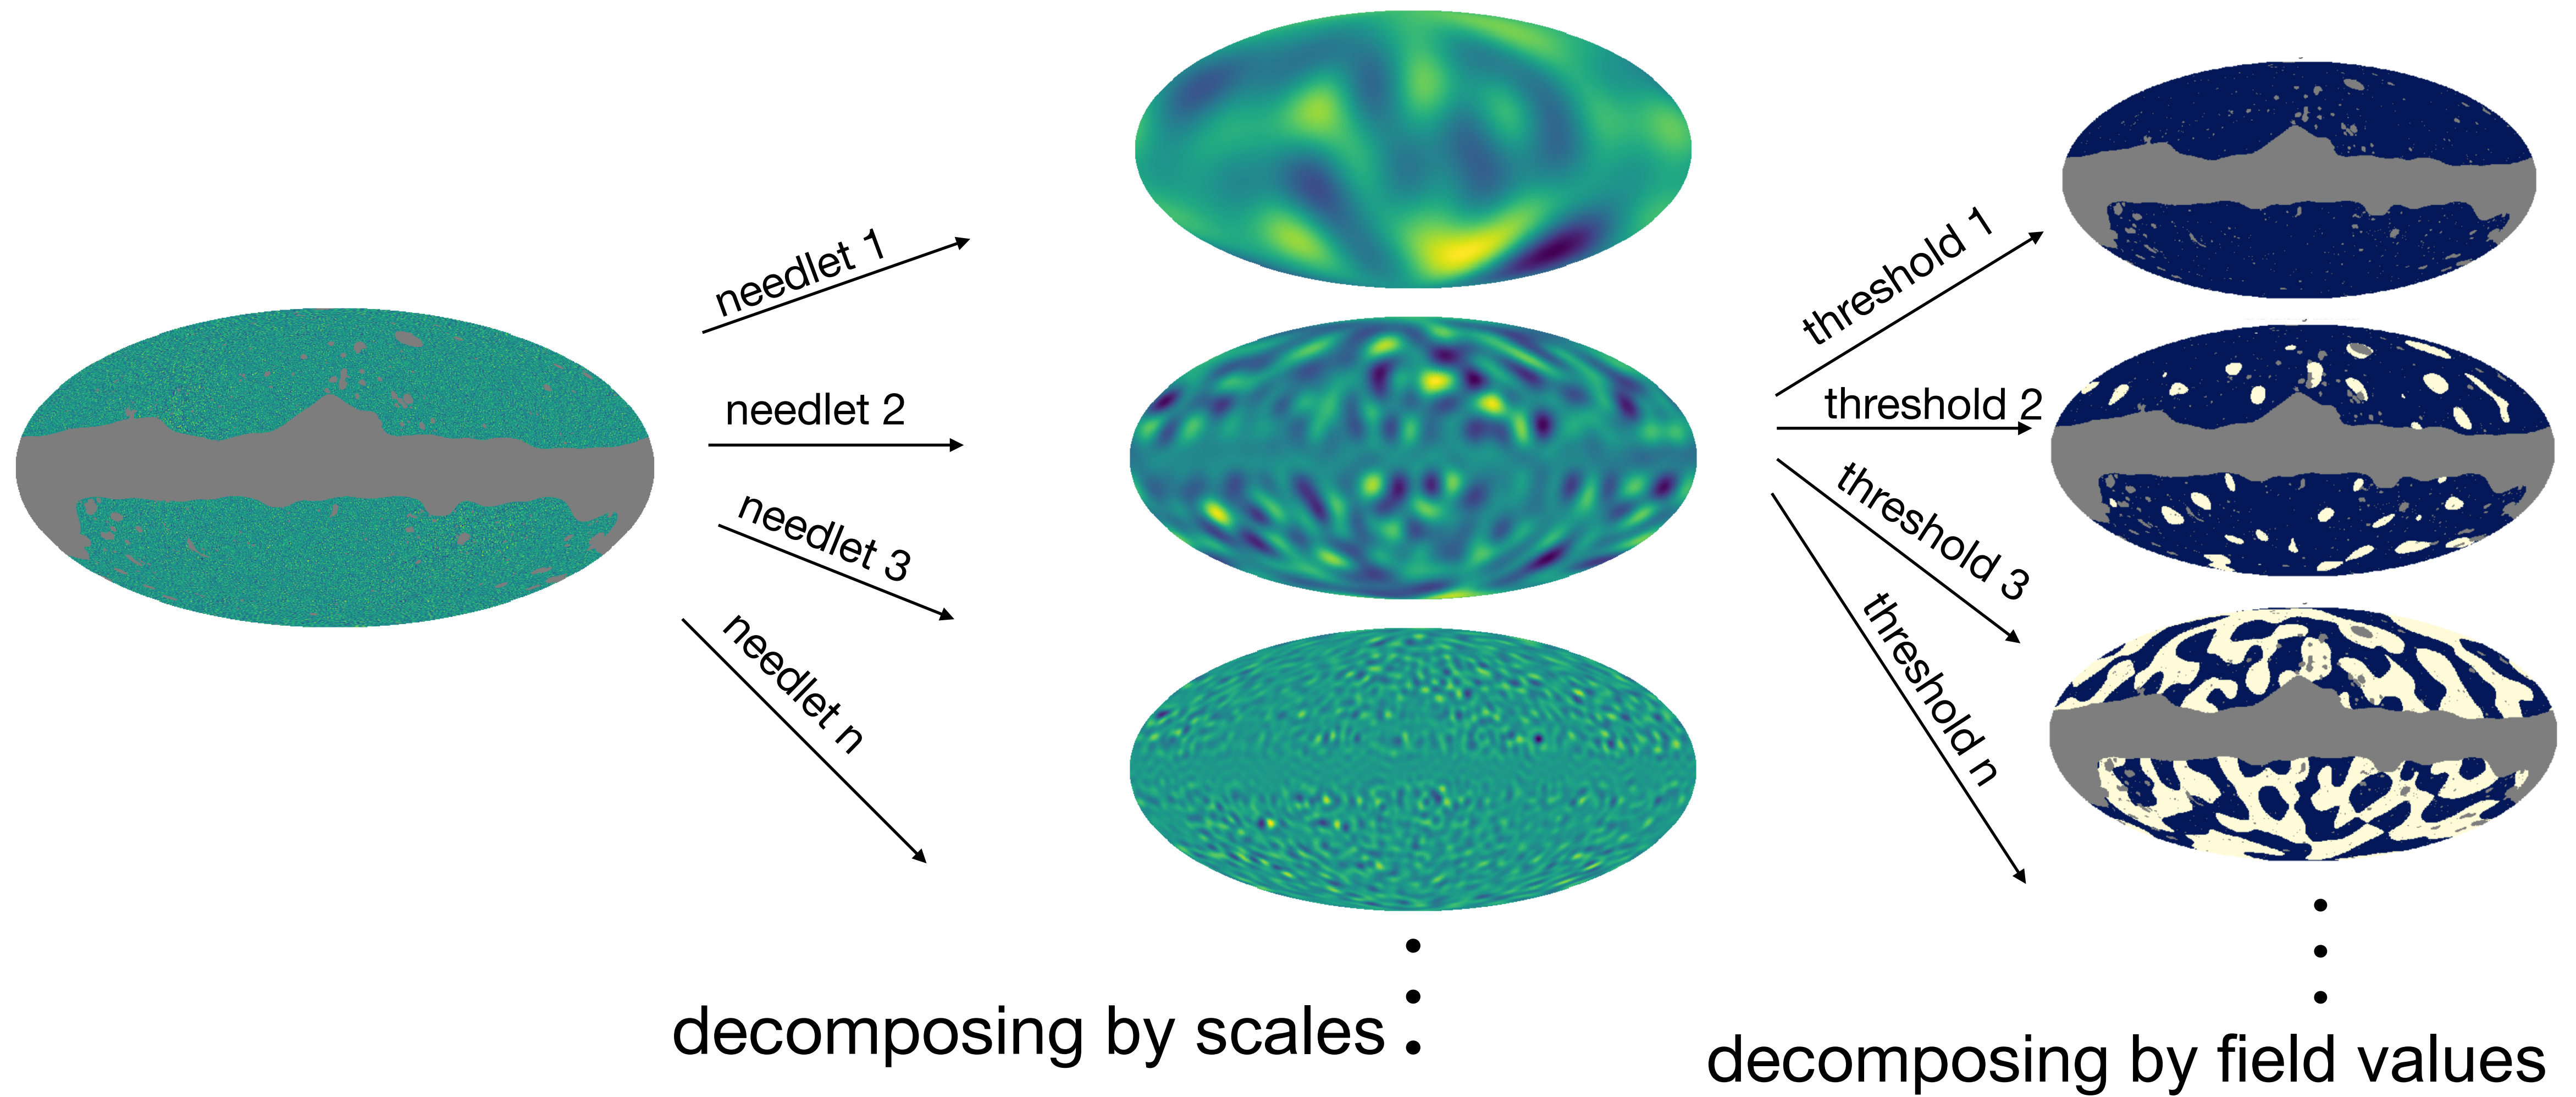 needlet 1
needlet 2
needlet 3
needlet n
decomposing by scales
threshold 1
threshold 2
threshold 3
threshold n
decomposing by field values